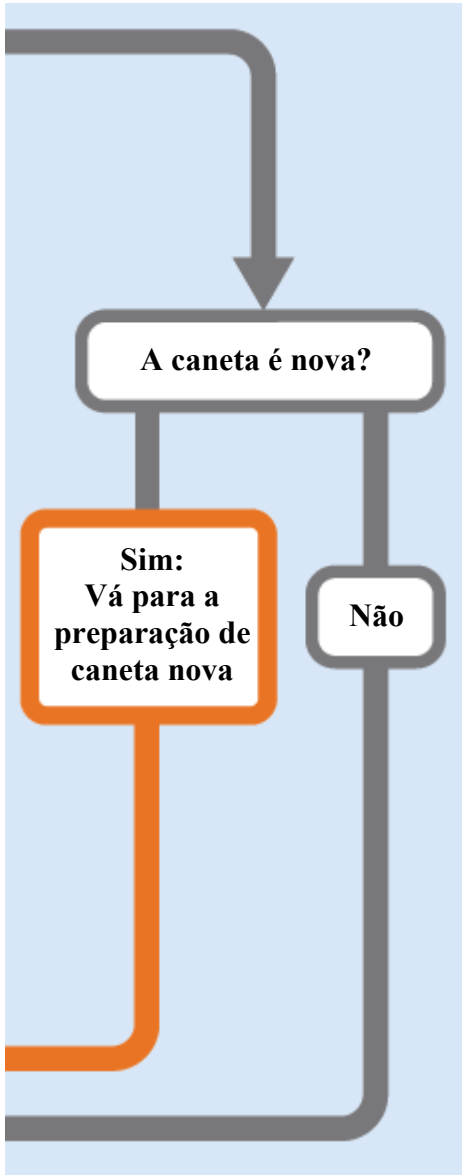 A caneta é nova?
Sim:
Vá para a
preparação de
caneta nova
Não